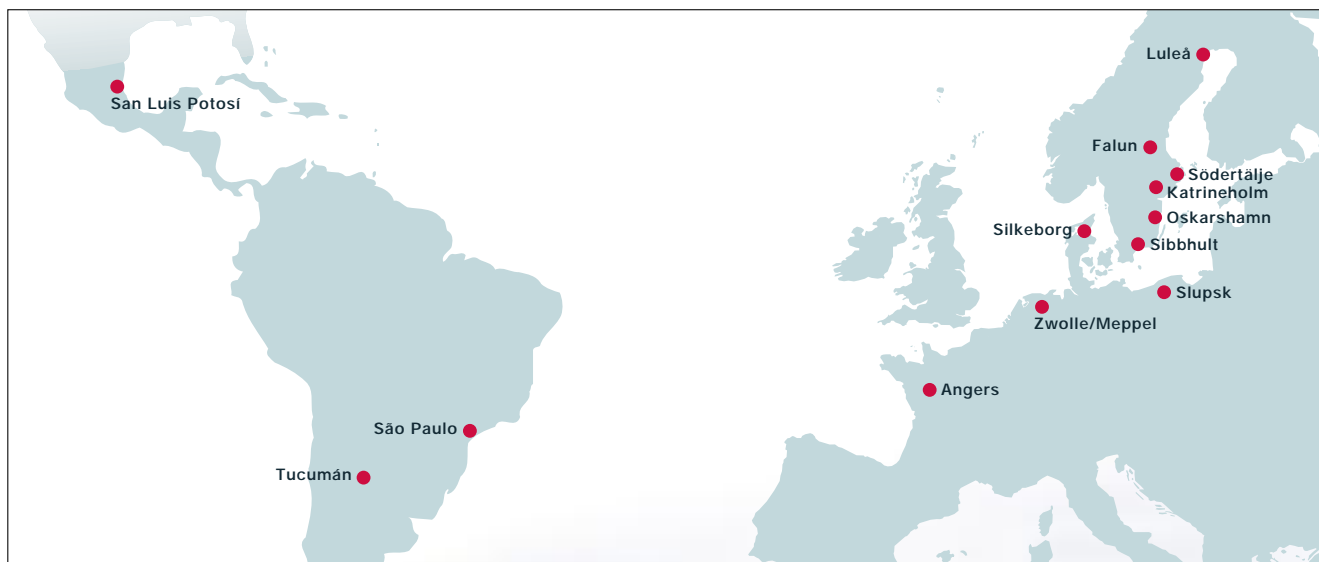 Luleå
San Luis Potosí
Falun
Södertälje
Katrineholm
Oskarshamn
Silkeborg
Sibbhult
Slupsk
Zwolle/Meppel
Angers
São Paulo
Tucumán